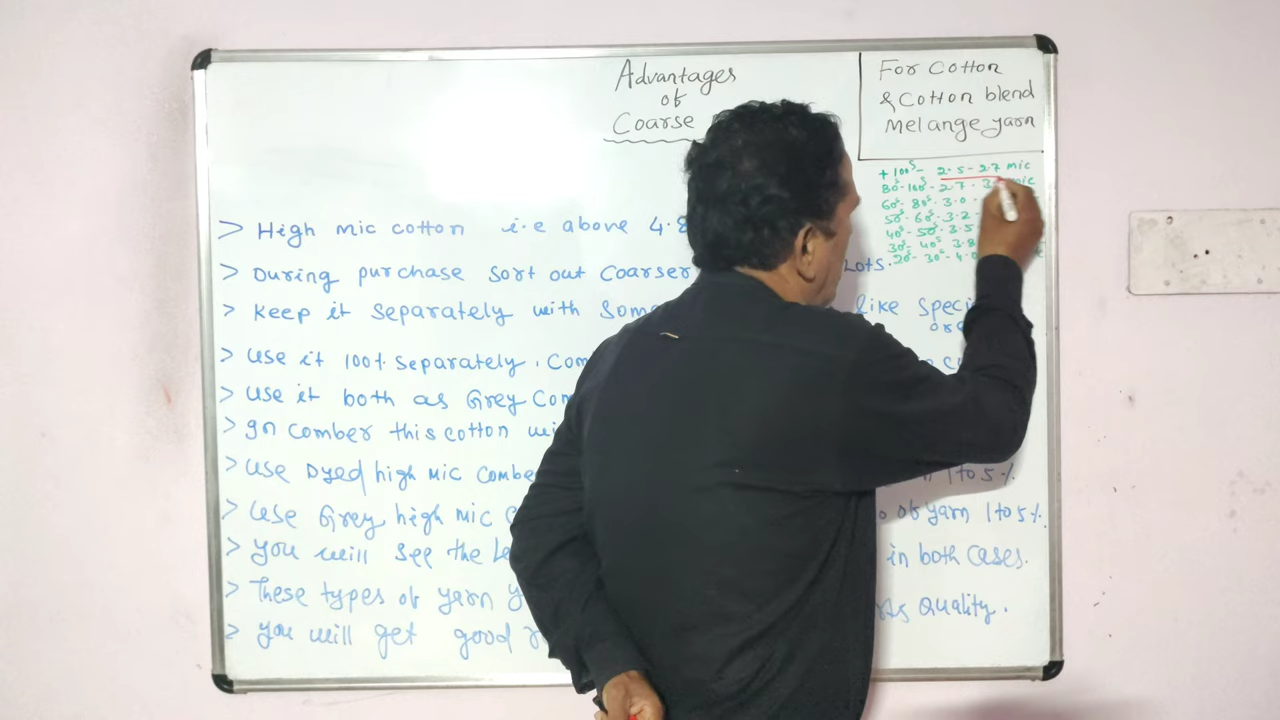 Advantages
of
Coarse
For Cotton
& Cotton blend
Melange yarn
+100s - 2.5 - 2.7 mic
80s-100s - 2.7 - 3. mic
60s- 80s - 3.0
50s- 60s - 3.2
40s- 50s - 3.5
30s- 40s 3.8
20s- 30s - 4.0
> High mic cotton i.e above 4.8
> During purchase sort out Coarser Lots.
> Keep it separately with some like Speci
ore
> Use it 100% separately. Com
> Use it both as Grey Com
> In Comber this cotton wi
> Use Dyed high mic Combe 1 to 5%
> Use Grey high mic of yarn 1 to 5%.
> You will see the in both cases.
> These types of yarn As Quality.
> You will get good